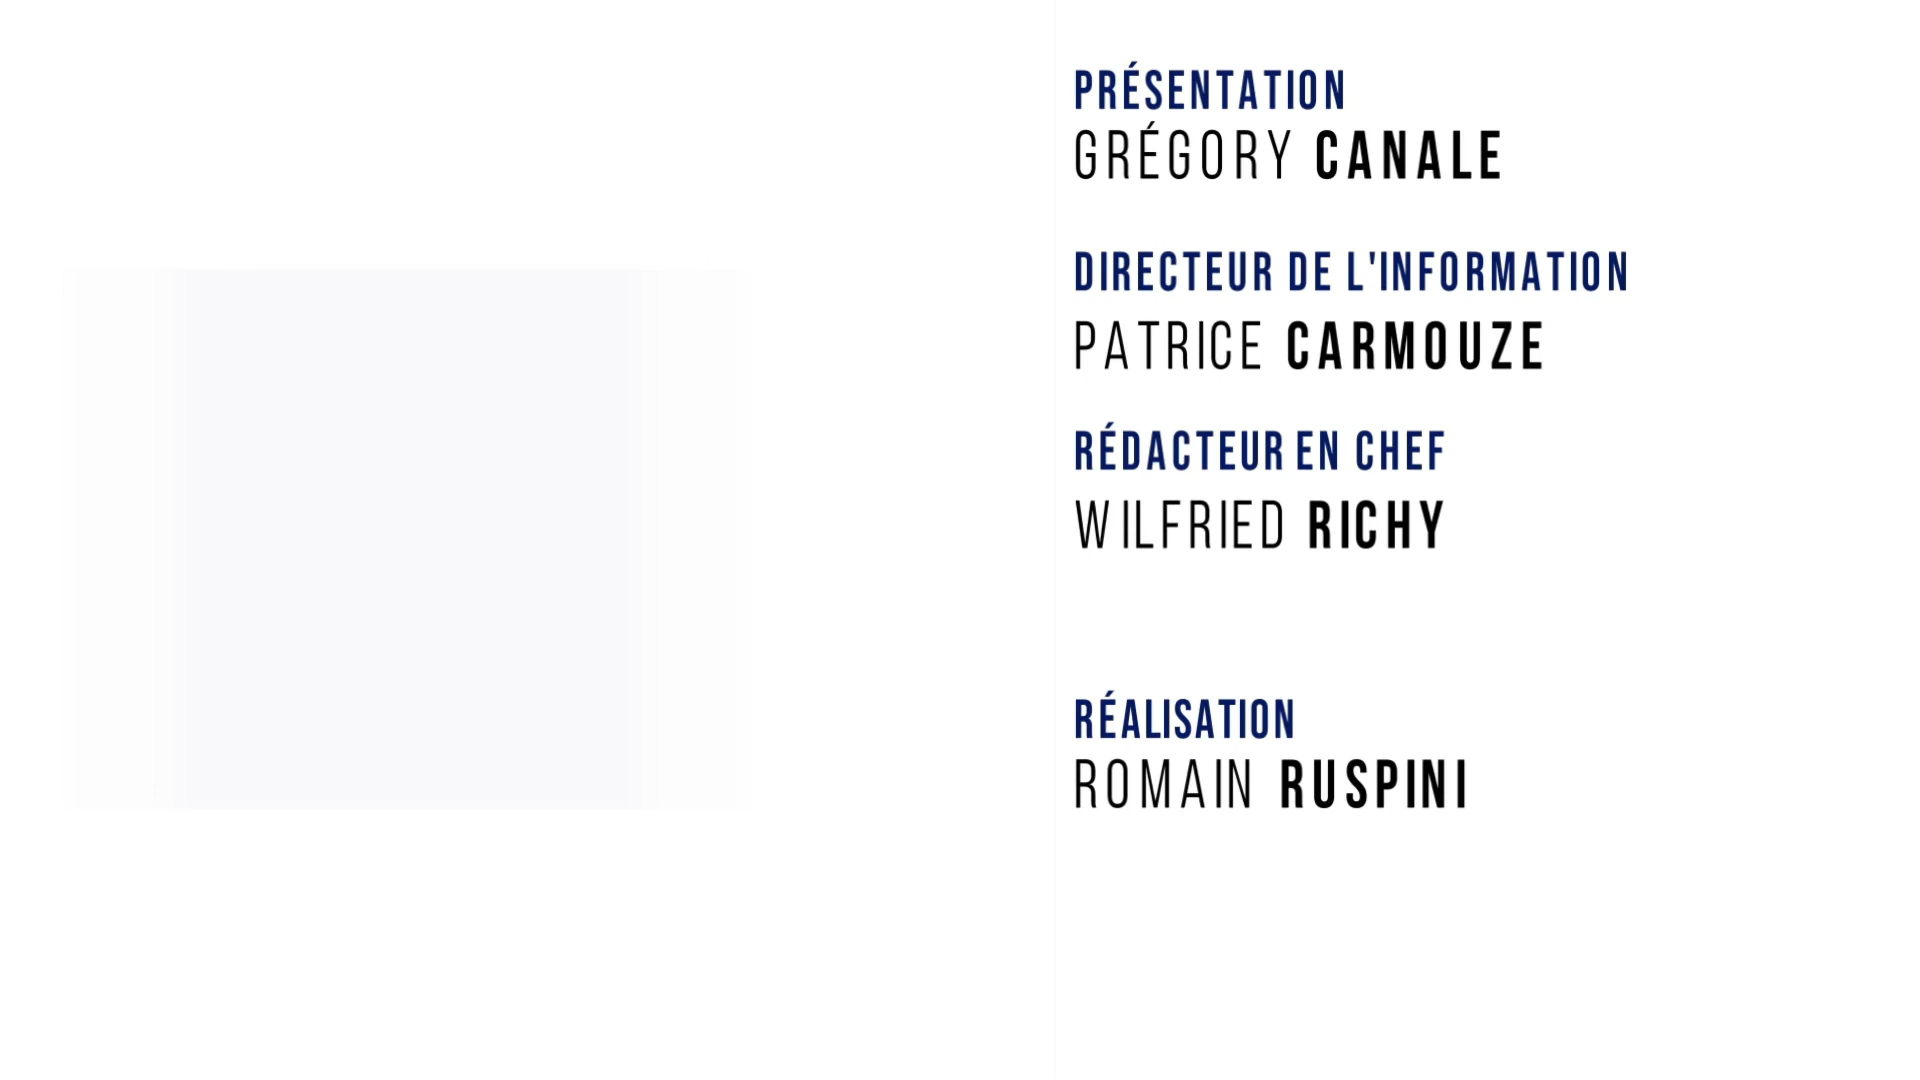 PRÉSENTATION
GRÉGORY CANALE
DIRECTEUR DE L'INFORMATION
PATRICE CARMOUZE
RÉDACTEUR EN CHEF
WILFRIED RICHY
RÉALISATION
ROMAIN RUSPINI